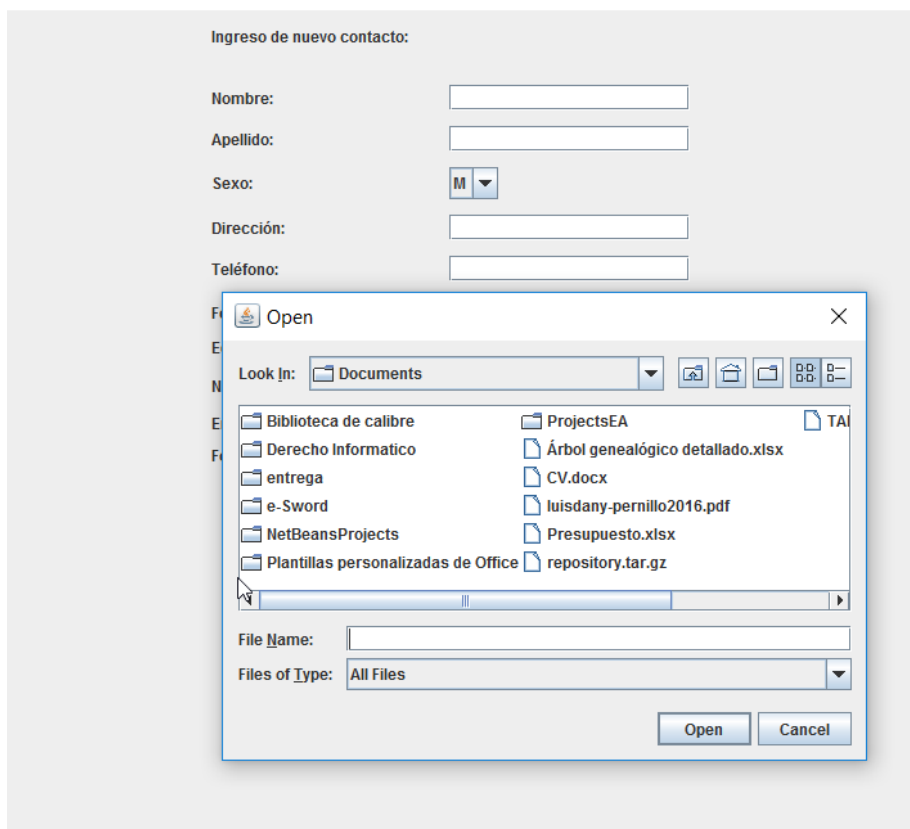 Ingreso de nuevo contacto:
Nombre:
Apellido:
Sexo: M
Dirección:
Teléfono:
Open
Look In: Documents
Biblioteca de calibre ProjectsEA
Derecho Informatico Árbol genealógico detallado.xlsx
entrega CV.docx
e-Sword luisdany-pernillo2016.pdf
NetBeansProjects Presupuesto.xlsx
Plantillas personalizadas de Office repository.tar.gz
File Name:
Files of Type: All Files
Open Cancel